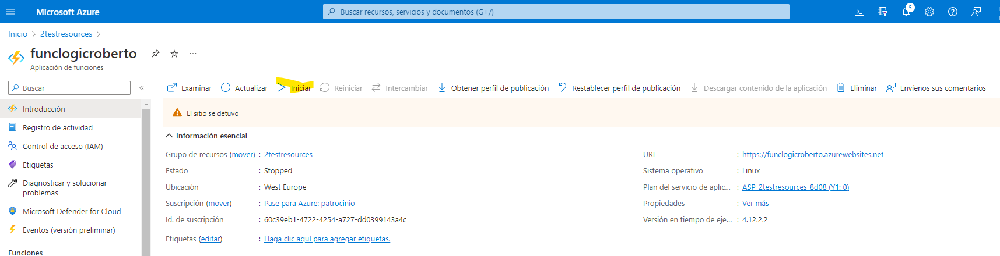 Microsoft Azure
Buscar recursos, servicios y documentos (G+/)
5
Inicio > 2testresources >
funclogicroberto
Aplicación de funciones
Buscar
«
Examinar Actualizar Iniciar Reiniciar Intercambiar Obtener perfil de publicación Restablecer perfil de publicación Descargar contenido de la aplicación Eliminar Envíenos sus comentarios
Introducción
Registro de actividad
Control de acceso (IAM)
Etiquetas
Diagnosticar y solucionar
problemas
Microsoft Defender for Cloud
Eventos (versión preliminar)
Funciones
El sitio se detuvo
Información esencial
Grupo de recursos (mover) : 2testresources
Estado : Stopped
Ubicación : West Europe
Suscripción (mover) : Pase para Azure: patrocinio
Id. de suscripción : 60c39eb1-4722-4254-a727-dd0399143a4c
Etiquetas (editar) : Haga clic aquí para agregar etiquetas.
URL : https://funclogicroberto.azurewebsites.net
Sistema operativo : Linux
Plan del servicio de aplic... : ASP-2testresources-8d08 (Y1: 0)
Propiedades : Ver más
Versión en tiempo de eje... : 4.12.2.2